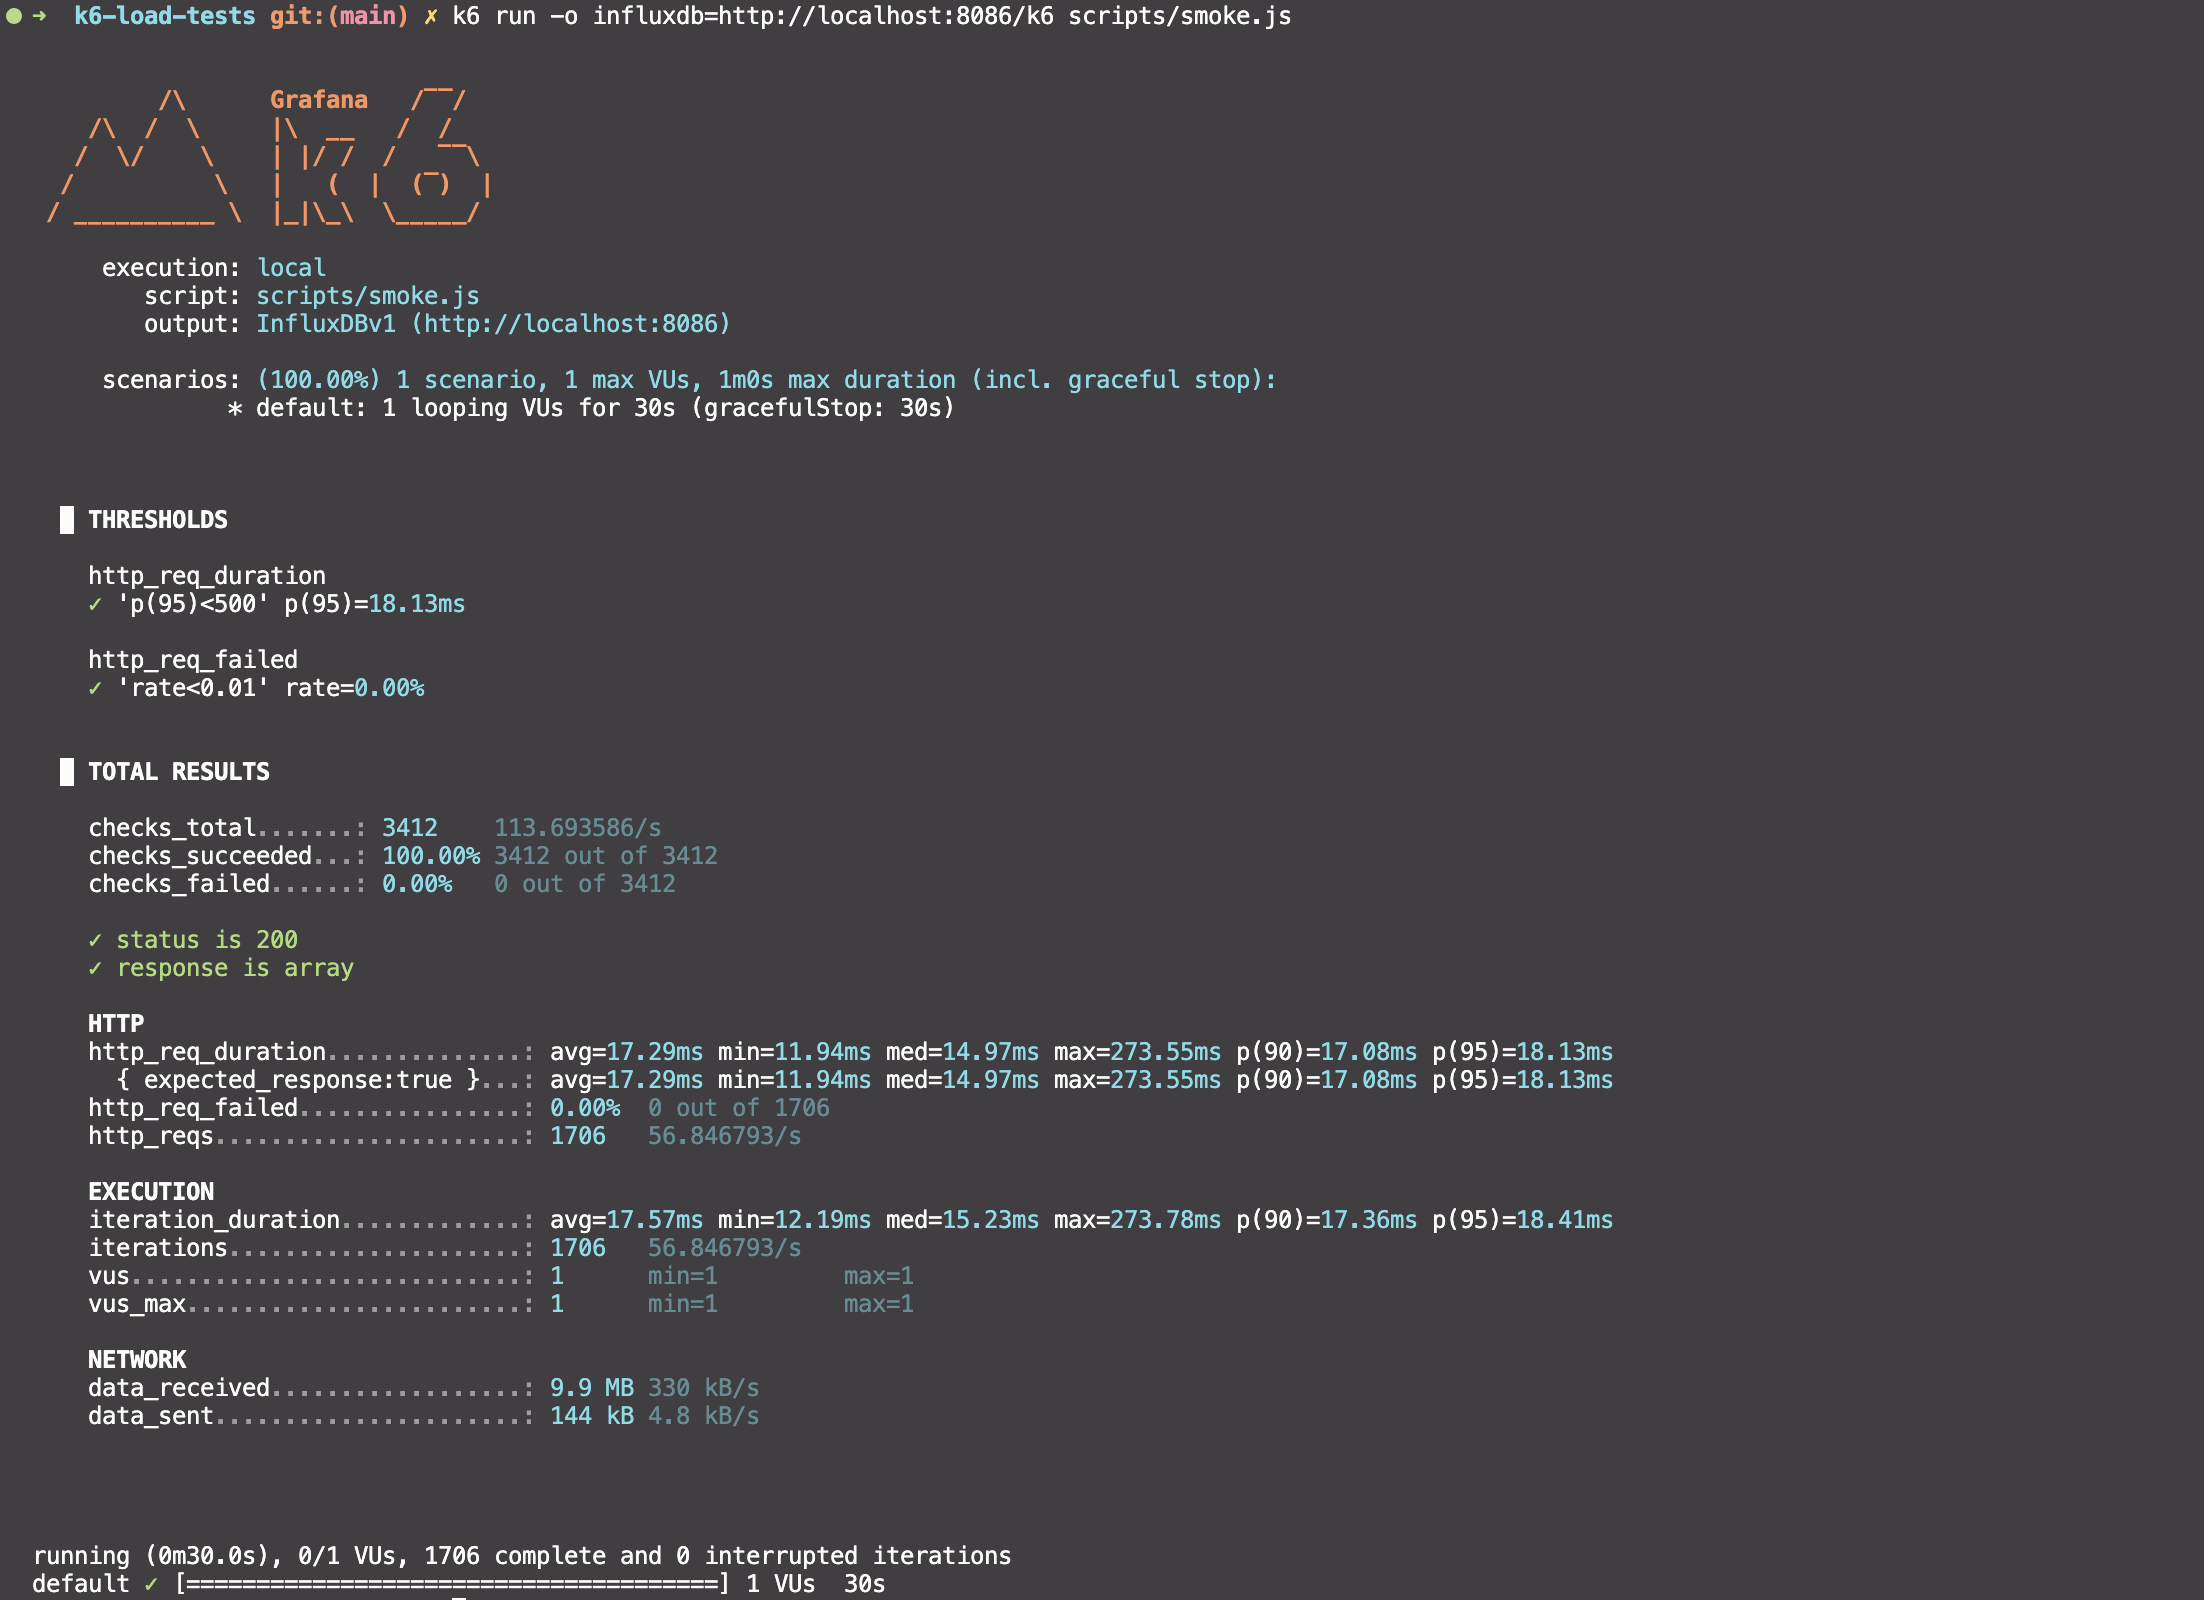 ➜  k6-load-tests git:(main) ✗ k6 run -o influxdb=http://localhost:8086/k6 scripts/smoke.js
         /\      Grafana   /‾‾/
    /\  /  \     |\  __   /  /
   /  \/    \    | |/ /  /   ‾‾\
  /          \   |   (  |  (‾)  |
 / __________ \  |_|\_\  \_____/
execution: local
script: scripts/smoke.js
output: InfluxDBv1 (http://localhost:8086)
scenarios: (100.00%) 1 scenario, 1 max VUs, 1m0s max duration (incl. graceful stop):
* default: 1 looping VUs for 30s (gracefulStop: 30s)
█ THRESHOLDS
http_req_duration
✓ 'p(95)<500' p(95)=18.13ms
http_req_failed
✓ 'rate<0.01' rate=0.00%
█ TOTAL RESULTS
checks_total.......: 3412    113.693586/s
checks_succeeded...: 100.00% 3412 out of 3412
checks_failed......: 0.00%   0 out of 3412
✓ status is 200
✓ response is array
HTTP
http_req_duration..............: avg=17.29ms min=11.94ms med=14.97ms max=273.55ms p(90)=17.08ms p(95)=18.13ms
{ expected_response:true }...: avg=17.29ms min=11.94ms med=14.97ms max=273.55ms p(90)=17.08ms p(95)=18.13ms
http_req_failed................: 0.00%  0 out of 1706
http_reqs......................: 1706   56.846793/s
EXECUTION
iteration_duration.............: avg=17.57ms min=12.19ms med=15.23ms max=273.78ms p(90)=17.36ms p(95)=18.41ms
iterations.....................: 1706   56.846793/s
vus............................: 1      min=1         max=1
vus_max........................: 1      min=1         max=1
NETWORK
data_received..................: 9.9 MB 330 kB/s
data_sent......................: 144 kB 4.8 kB/s
running (0m30.0s), 0/1 VUs, 1706 complete and 0 interrupted iterations
default ✓ [======================================] 1 VUs  30s